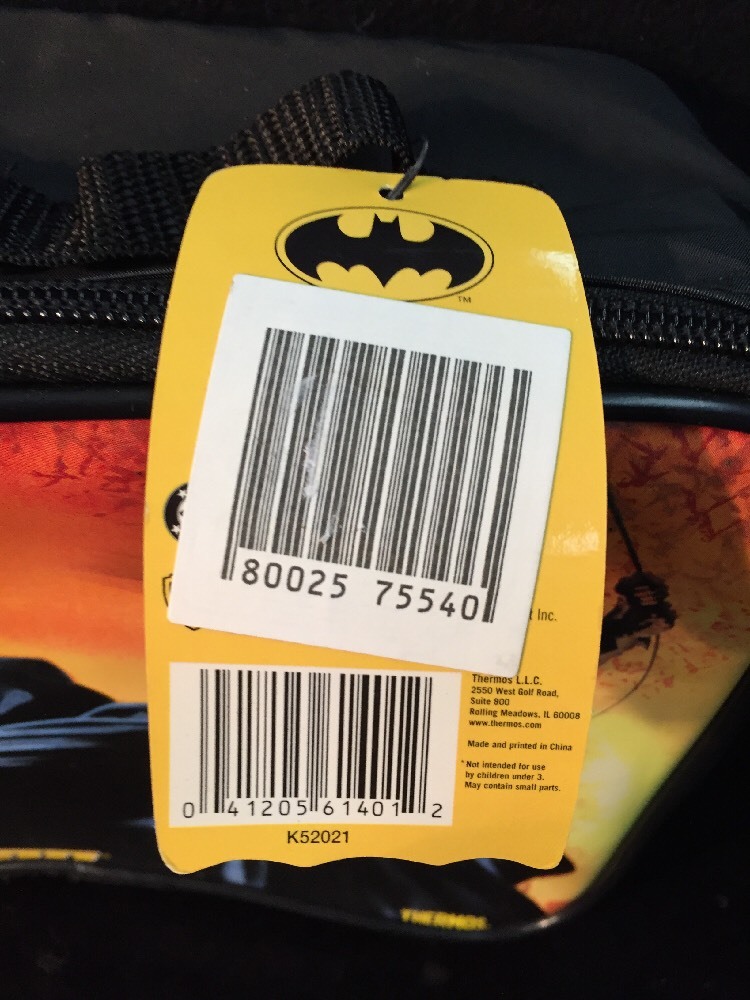 TM
80025 75540
Inc.
Thermos L.L.C.
2550 West Golf Road,
Suite 900
Rolling Meadows, IL 60008
www.thermos.com
Made and printed in China
*Not intended for use
by children under 3.
May contain small parts.
0 41205 61401 2
K52021
THERMOS